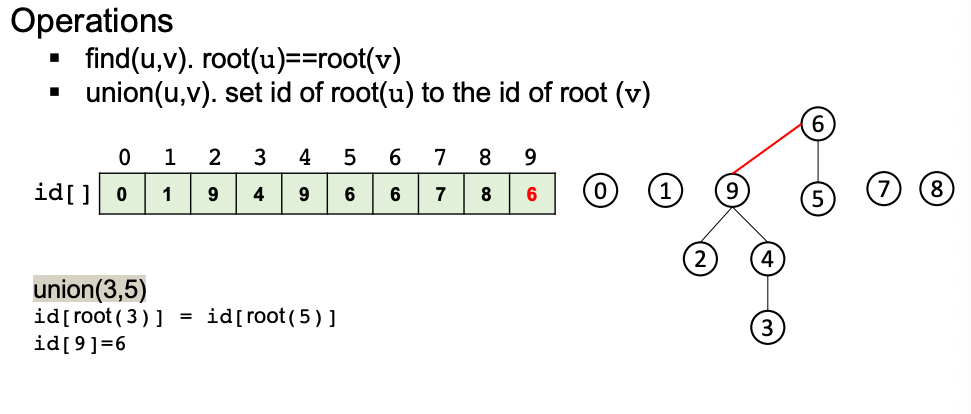 Operations
▪ find(u,v). root(u)==root(v)
▪ union(u,v). set id of root(u) to the id of root (v)
0 1 2 3 4 5 6 7 8 9
id[] 0 1 9 4 9 6 6 7 8 6
6
0 1 9 5 7 8
2 4
3
union(3,5)
id[root(3)] = id[root(5)]
id[9]=6